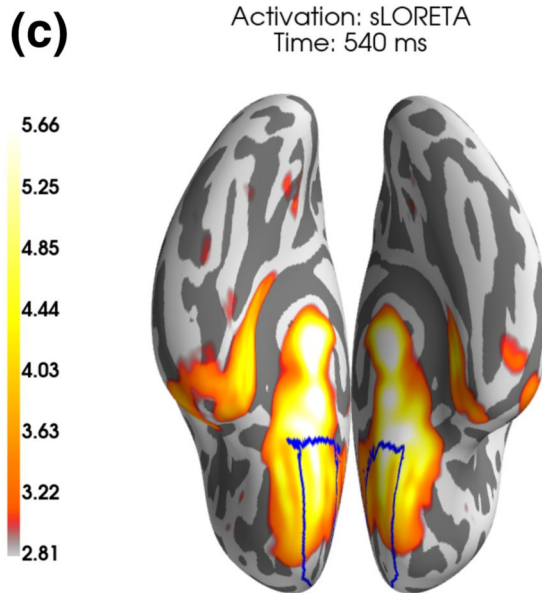 (c)
Activation: sLORETA
Time: 540 ms
5.66
5.25
4.85
4.44
4.03
3.63
3.22
2.81